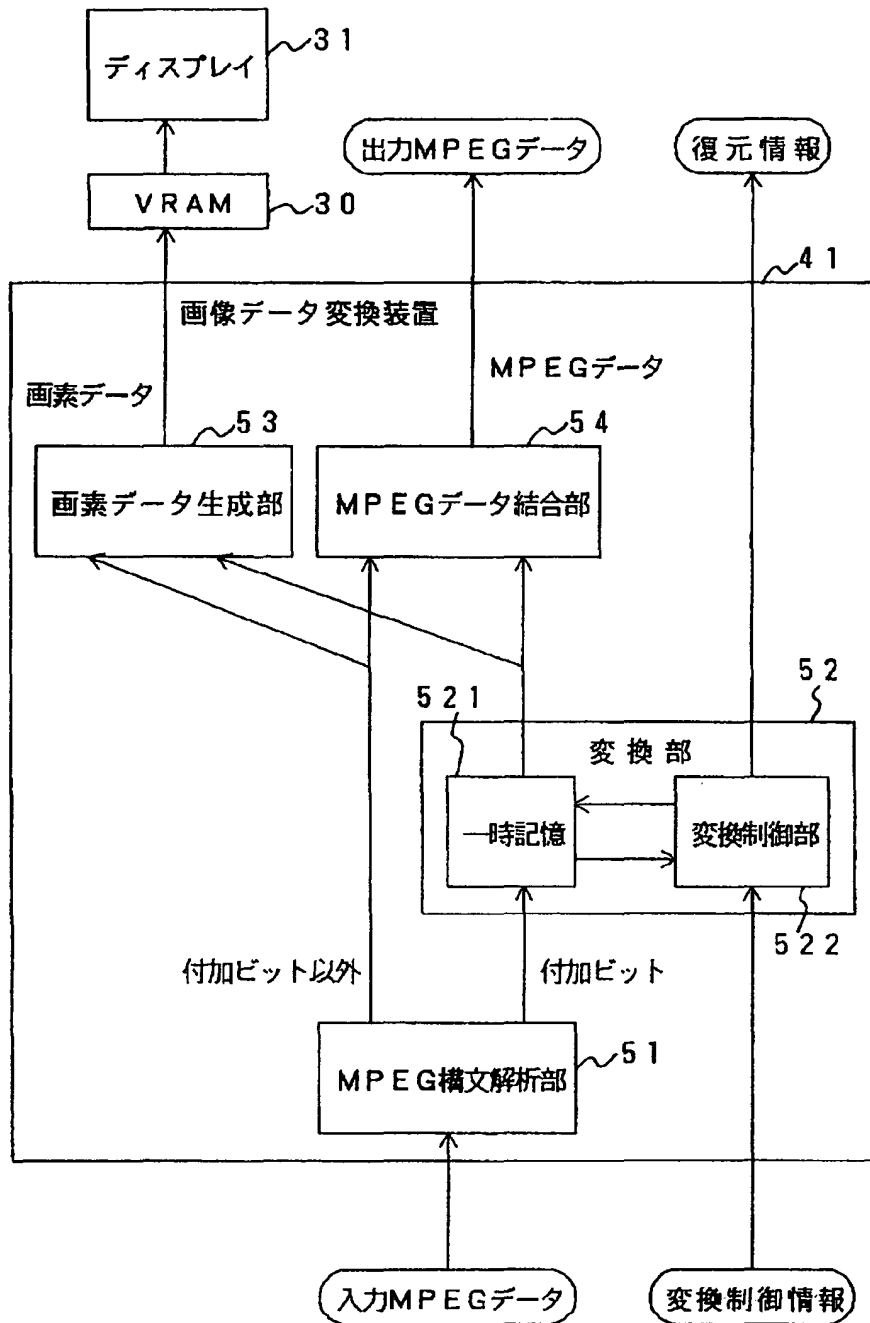 31
ディスプレイ
出力MPEGデータ
復元情報
VRAM
30
41
画像データ変換装置
MPEGデータ
画素データ
53
54
画素データ生成部
MPEGデータ結合部
521
52
変換部
一時記憶
変換制御部
522
付加ビット以外
付加ビット
51
MPEG構文解析部
入力MPEGデータ
変換制御情報